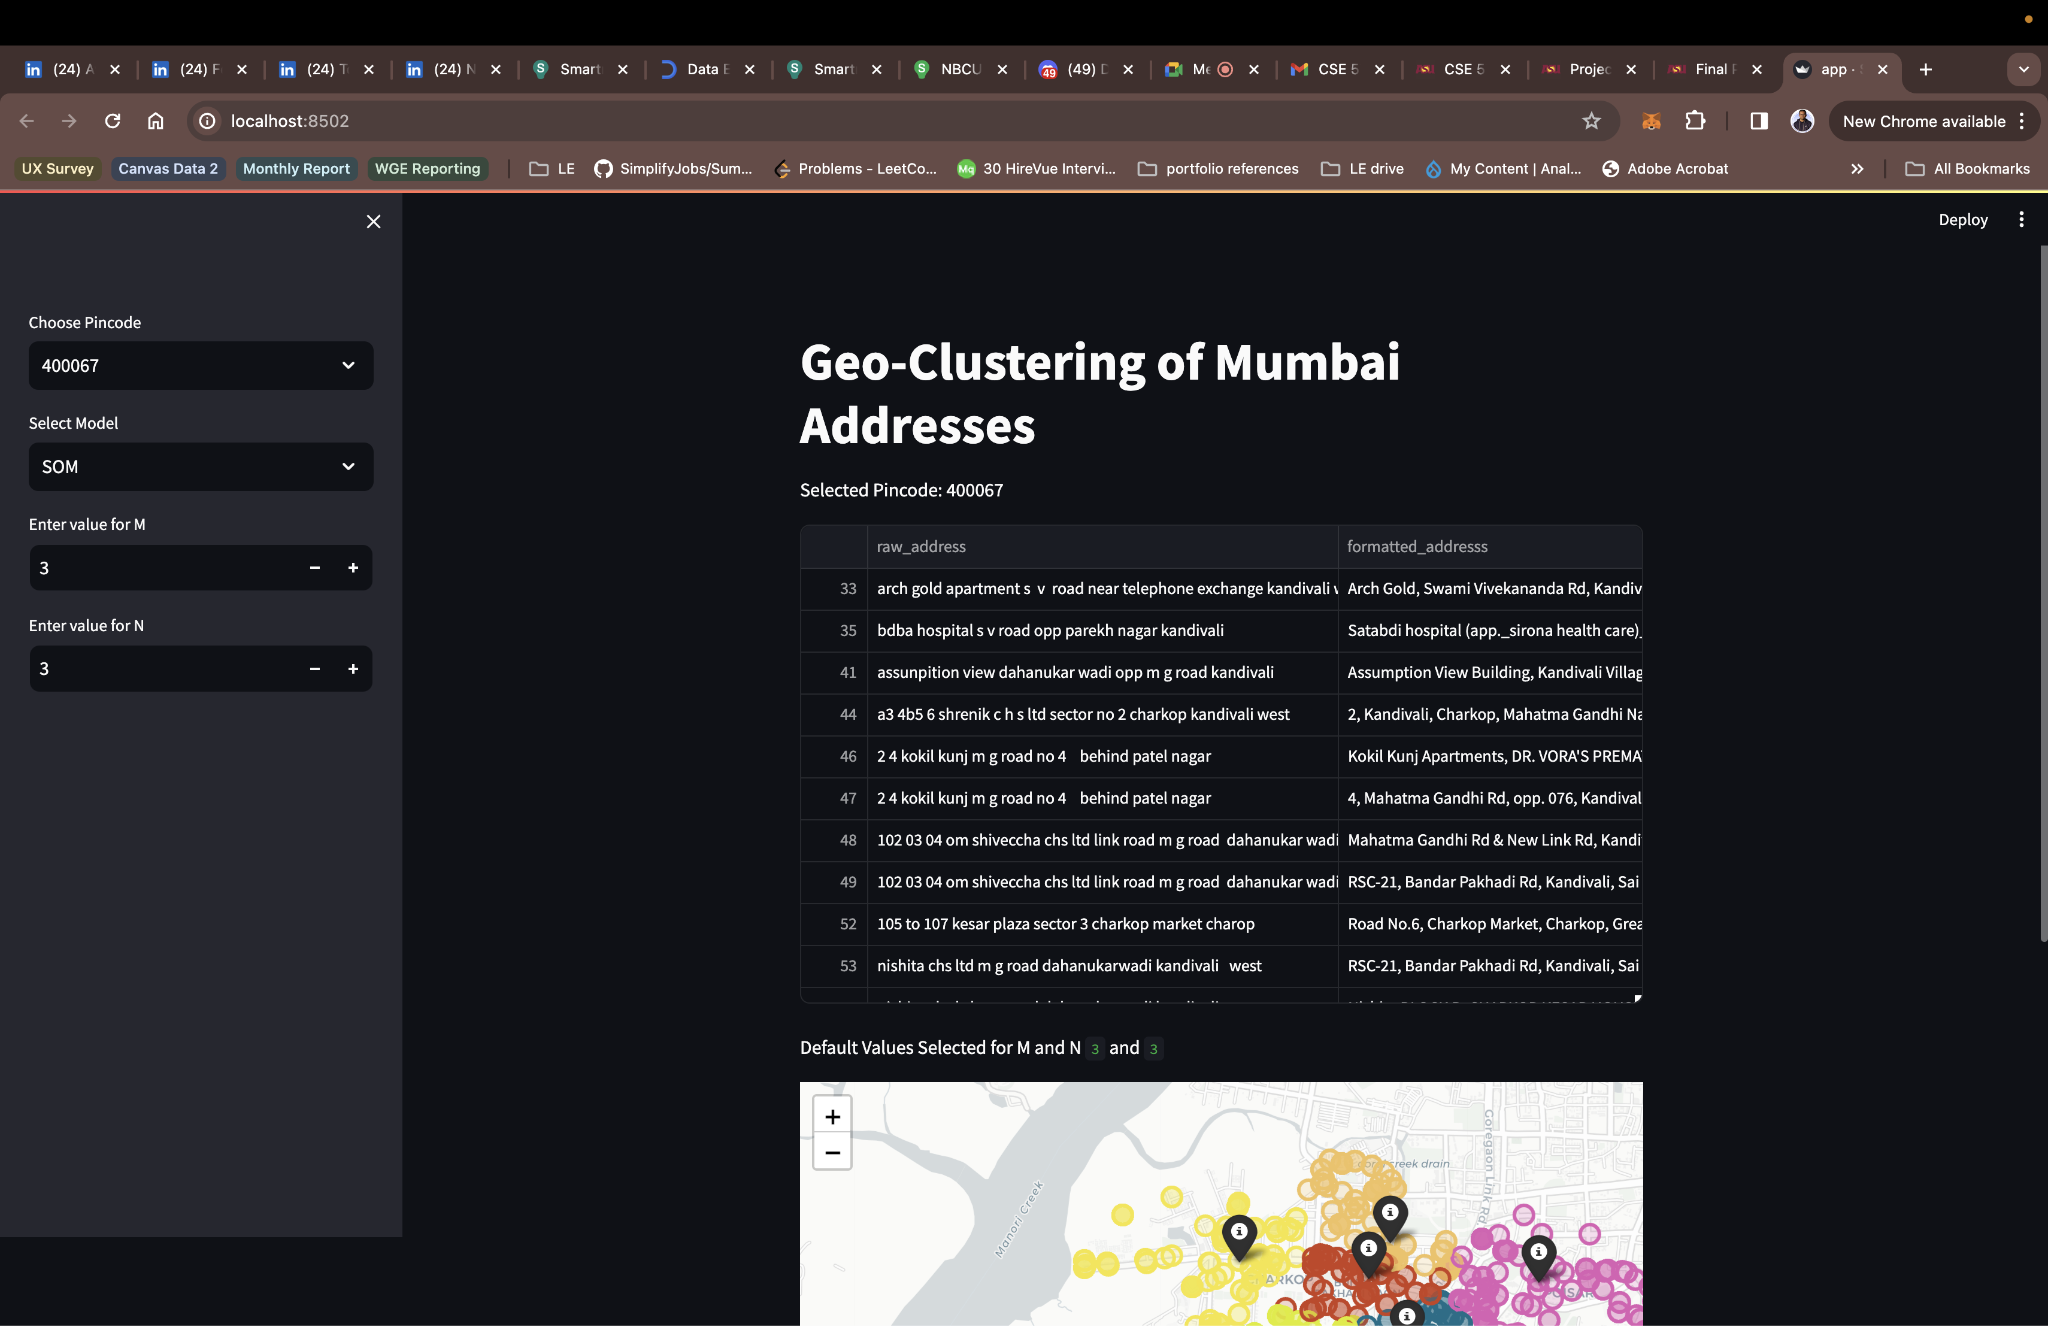 (24) A
(24) F
(24) T
(24) N
Smart
Data E
Smart
NBCU
(49) D
Me
CSE 5
CSE 5
Projec
Final P
app · S
localhost:8502
New Chrome available
UX Survey
Canvas Data 2
Monthly Report
WGE Reporting
LE
SimplifyJobs/Sum...
Problems - LeetCo...
30 HireVue Intervi...
portfolio references
LE drive
My Content | Anal...
Adobe Acrobat
All Bookmarks
Deploy
Choose Pincode
400067
Select Model
SOM
Enter value for M
3
Enter value for N
3
Geo-Clustering of Mumbai
Addresses
Selected Pincode: 400067
raw_address formatted_addresss
33 arch gold apartment s v road near telephone exchange kandivali w Arch Gold, Swami Vivekananda Rd, Kandiv
35 bdba hospital s v road opp parekh nagar kandivali Satabdi hospital (app._sirona health care)_
41 assunpition view dahanukar wadi opp m g road kandivali Assumption View Building, Kandivali Villag
44 a3 4b5 6 shrenik c h s ltd sector no 2 charkop kandivali west 2, Kandivali, Charkop, Mahatma Gandhi Na
46 2 4 kokil kunj m g road no 4 behind patel nagar Kokil Kunj Apartments, DR. VORA'S PREMA
47 2 4 kokil kunj m g road no 4 behind patel nagar 4, Mahatma Gandhi Rd, opp. 076, Kandival
48 102 03 04 om shiveccha chs ltd link road m g road dahanukar wadi Mahatma Gandhi Rd & New Link Rd, Kandi
49 102 03 04 om shiveccha chs ltd link road m g road dahanukar wadi RSC-21, Bandar Pakhadi Rd, Kandivali, Sai
52 105 to 107 kesar plaza sector 3 charkop market charop Road No.6, Charkop Market, Charkop, Grea
53 nishita chs ltd m g road dahanukarwadi kandivali west RSC-21, Bandar Pakhadi Rd, Kandivali, Sai
Default Values Selected for M and N 3 and 3
+
−
Manori Creek
creek drain
Goregaon Link Rd